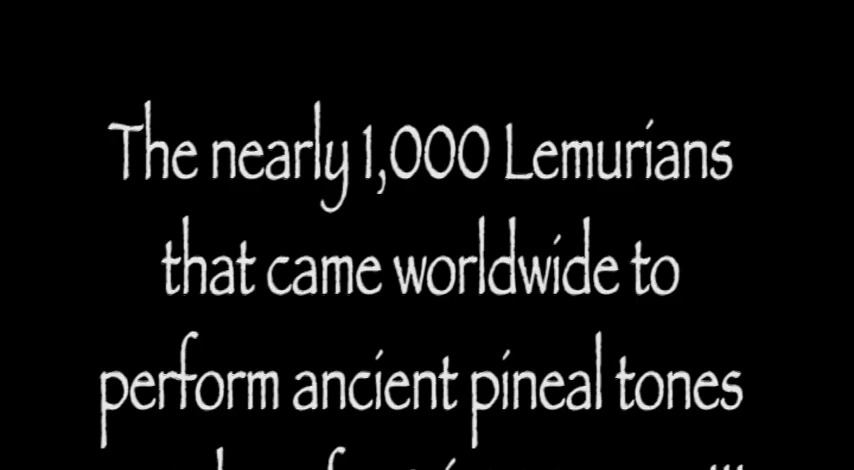 The nearly 1,000 Lemurians
that came worldwide to
perform ancient pineal tones